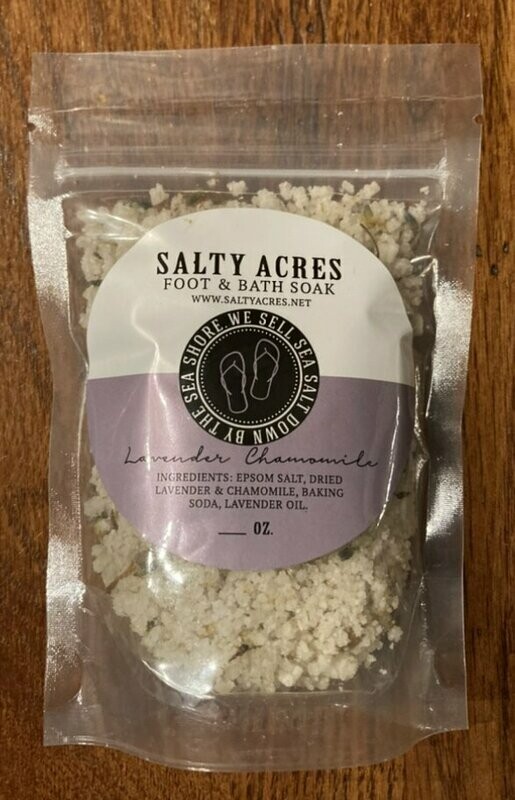 SALTY ACRES
FOOT & BATH SOAK
WWW.SALTYACRES.NET
WE SELL SEA SALT DOWN BY THE SEA SHORE.
Lavender Chamomile
INGREDIENTS: EPSOM SALT, DRIED
LAVENDER & CHAMOMILE, BAKING
SODA, LAVENDER OIL.
____ OZ.